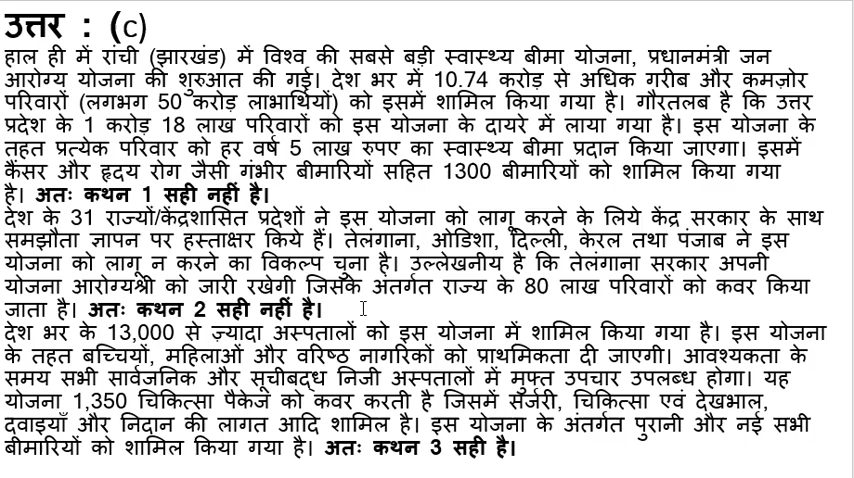 उत्तर : (c)
हाल ही में रांची (झारखंड) में विश्व की सबसे बड़ी स्वास्थ्य बीमा योजना, प्रधानमंत्री जन
आरोग्य योजना की शुरुआत की गई। देश भर में 10.74 करोड़ से अधिक गरीब और कमज़ोर
परिवारों (लगभग 50 करोड़ लाभार्थियों) को इसमें शामिल किया गया है। गौरतलब है कि उत्तर
प्रदेश के 1 करोड़ 18 लाख परिवारों को इस योजना के दायरे में लाया गया है। इस योजना के
तहत प्रत्येक परिवार को हर वर्ष 5 लाख रुपए का स्वास्थ्य बीमा प्रदान किया जाएगा। इसमें
कैंसर और हृदय रोग जैसी गंभीर बीमारियों सहित 1300 बीमारियों को शामिल किया गया
है। अतः कथन 1 सही नहीं है।
देश के 31 राज्यों/केंद्रशासित प्रदेशों ने इस योजना को लागू करने के लिये केंद्र सरकार के साथ
समझौता ज्ञापन पर हस्ताक्षर किये हैं। तेलंगाना, ओडिशा, दिल्ली, केरल तथा पंजाब ने इस
योजना को लागू न करने का विकल्प चुना है। उल्लेखनीय है कि तेलंगाना सरकार अपनी
योजना आरोग्यश्री को जारी रखेगी जिसके अंतर्गत राज्य के 80 लाख परिवारों को कवर किया
जाता है। अतः कथन 2 सही नहीं है।
देश भर के 13,000 से ज़्यादा अस्पतालों को इस योजना में शामिल किया गया है। इस योजना
के तहत बच्चियों, महिलाओं और वरिष्ठ नागरिकों को प्राथमिकता दी जाएगी। आवश्यकता के
समय सभी सार्वजनिक और सूचीबद्ध निजी अस्पतालों में मुफ्त उपचार उपलब्ध होगा। यह
योजना 1,350 चिकित्सा पैकेज को कवर करती है जिसमें सर्जरी, चिकित्सा एवं देखभाल,
दवाइयाँ और निदान की लागत आदि शामिल है। इस योजना के अंतर्गत पुरानी और नई सभी
बीमारियों को शामिल किया गया है। अतः कथन 3 सही है।